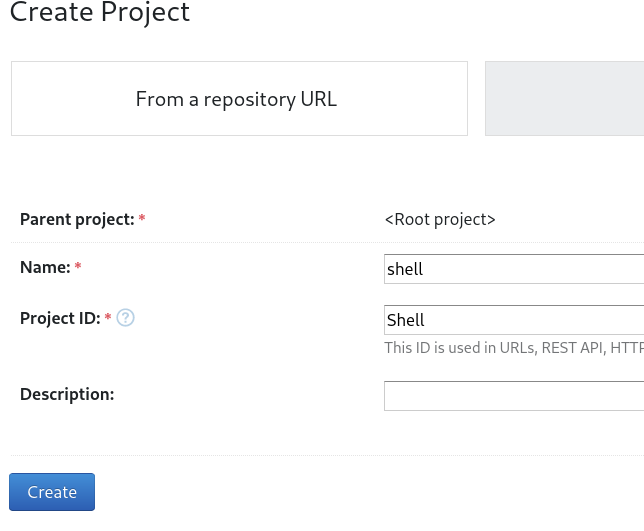 Create Project
From a repository URL
Parent project: *
<Root project>
Name: *
shell
Project ID: * ?
Shell
This ID is used in URLs, REST API, HTTP
Description:
Create